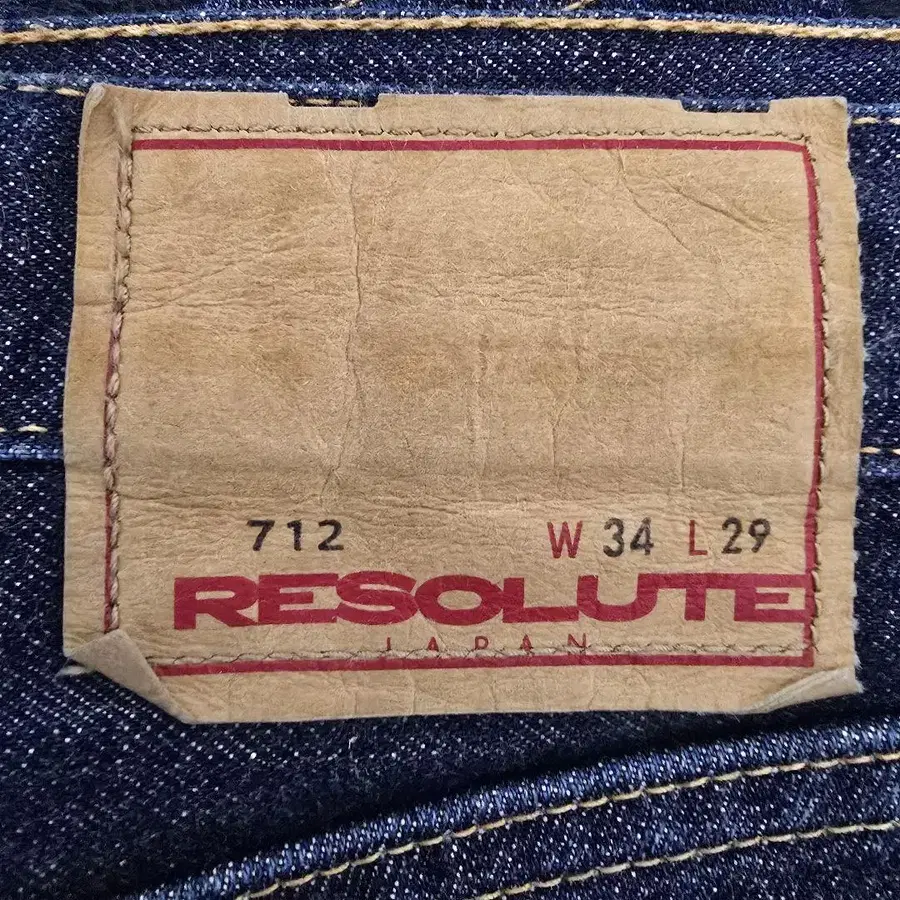 712 W 34 L 29
RESOLUTE
JAPAN